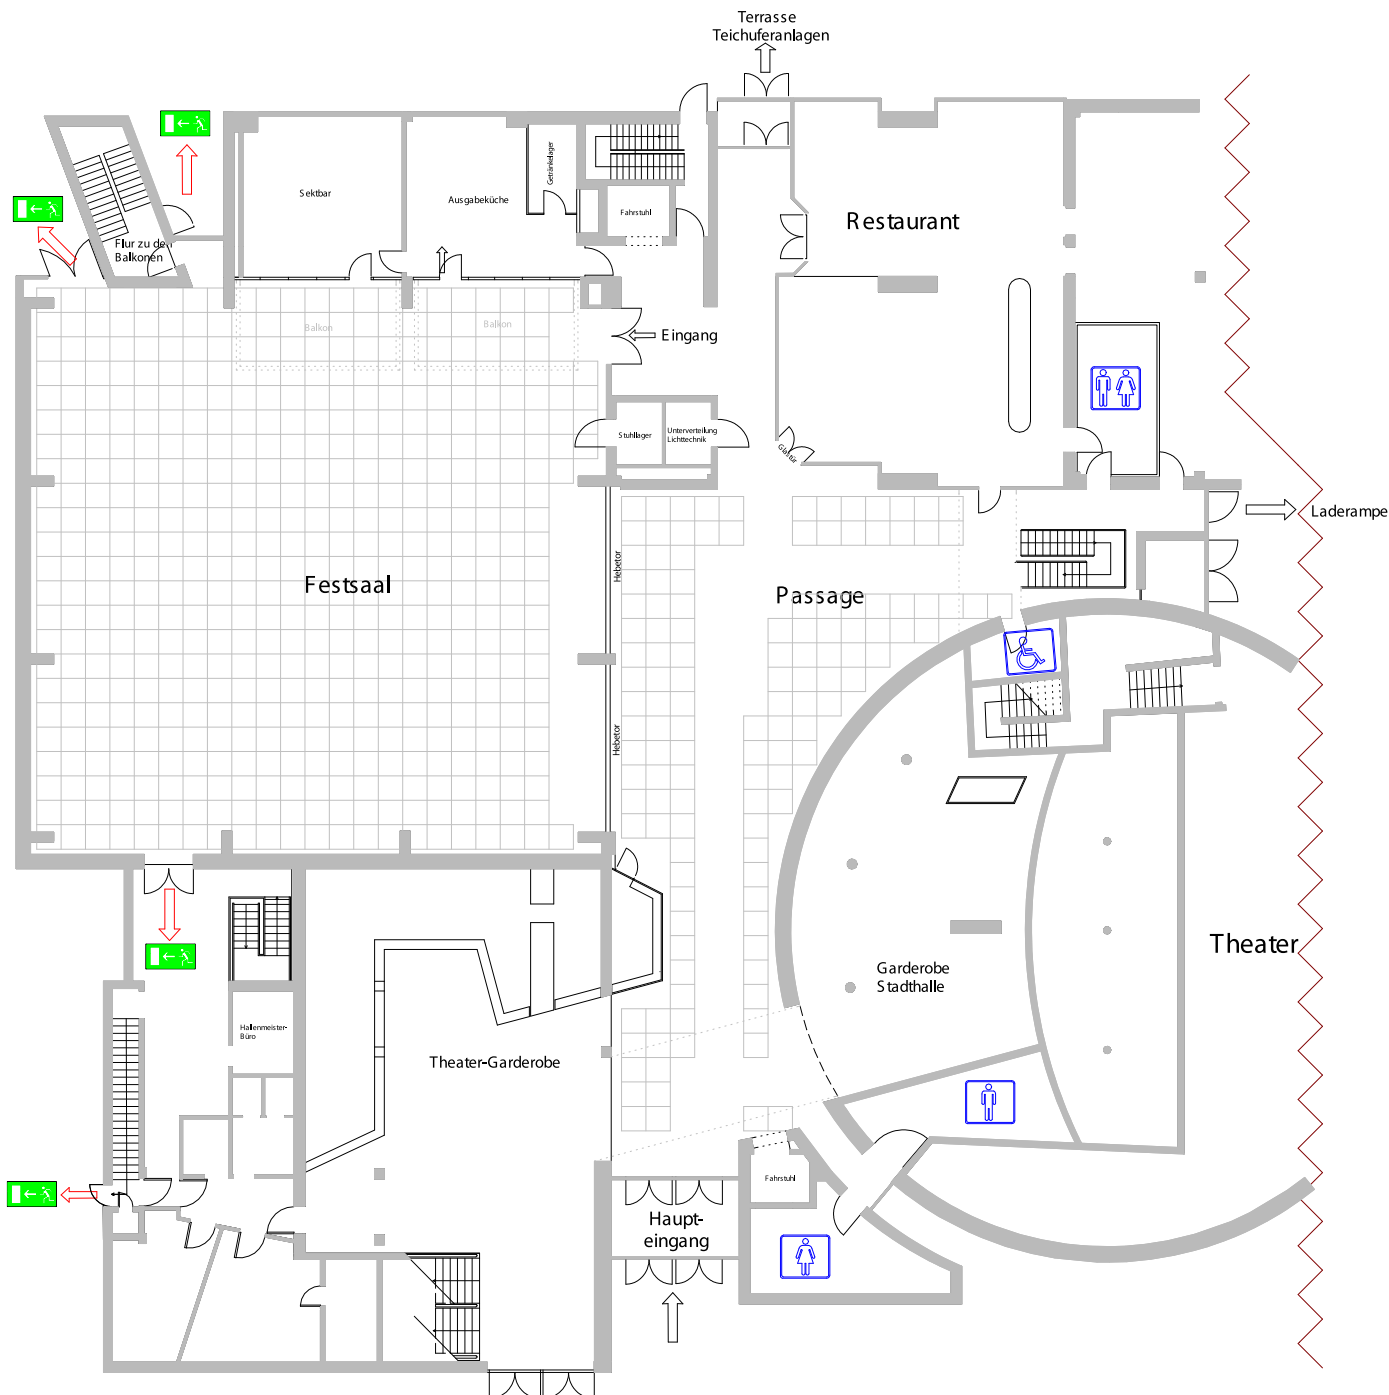 Terrasse
Teichuferanlagen
Sektbar
Ausgabeküche
Getränkelager
Fahrstuhl
Restaurant
Flur zu den
Balkonen
Balkon
Balkon
Eingang
Stuhllager
Unterverteilung
Lichttechnik
Glastür
Laderampe
Festsaal
Hebetor
Passage
Hebetor
Theater
Garderobe
Stadthalle
Hallenmeister-
Büro
Theater-Garderobe
Fahrstuhl
Haupt-
eingang